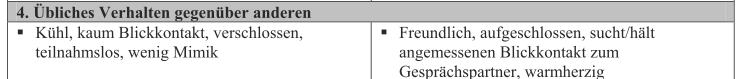 4. Übliches Verhalten gegenüber anderen
▪ Kühl, kaum Blickkontakt, verschlossen,
teilnahmslos, wenig Mimik
▪ Freundlich, aufgeschlossen, sucht/hält
angemessenen Blickkontakt zum
Gesprächspartner, warmherzig